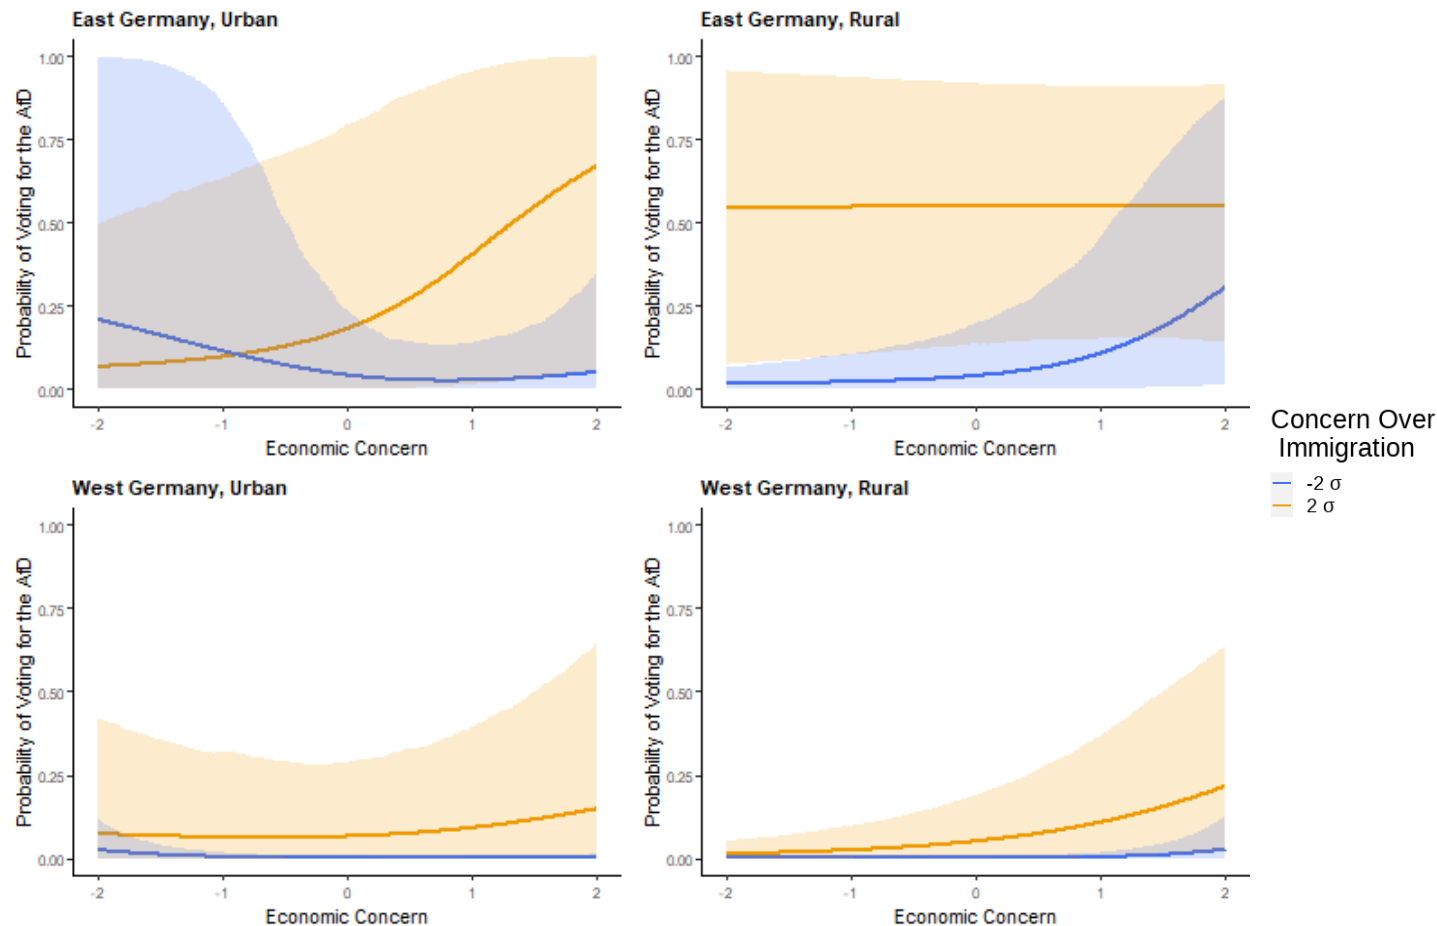 East Germany, Urban
Probability of Voting for the AfD
1.00
0.75
0.50
0.25
0.00
-2 -1 0 1 2
Economic Concern
East Germany, Rural
Probability of Voting for the AfD
1.00
0.75
0.50
0.25
0.00
-2 -1 0 1 2
Economic Concern
West Germany, Urban
Probability of Voting for the AfD
1.00
0.75
0.50
0.25
0.00
-2 -1 0 1 2
Economic Concern
West Germany, Rural
Probability of Voting for the AfD
1.00
0.75
0.50
0.25
0.00
-2 -1 0 1 2
Economic Concern
Concern Over
Immigration
-2 σ
2 σ